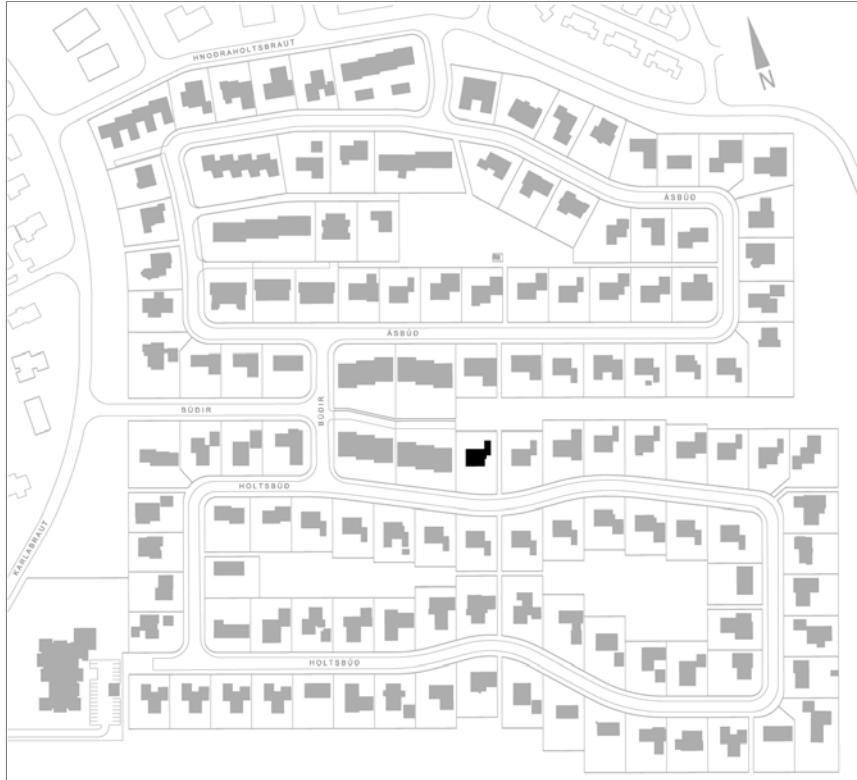 HNOÐRAHOLTSBRAUT
N
ÁSBÚÐ
ÁSBÚÐ
BÚÐIR
BÚÐIR
HOLTSBÚÐ
KARLABRAUT
HOLTSBÚÐ